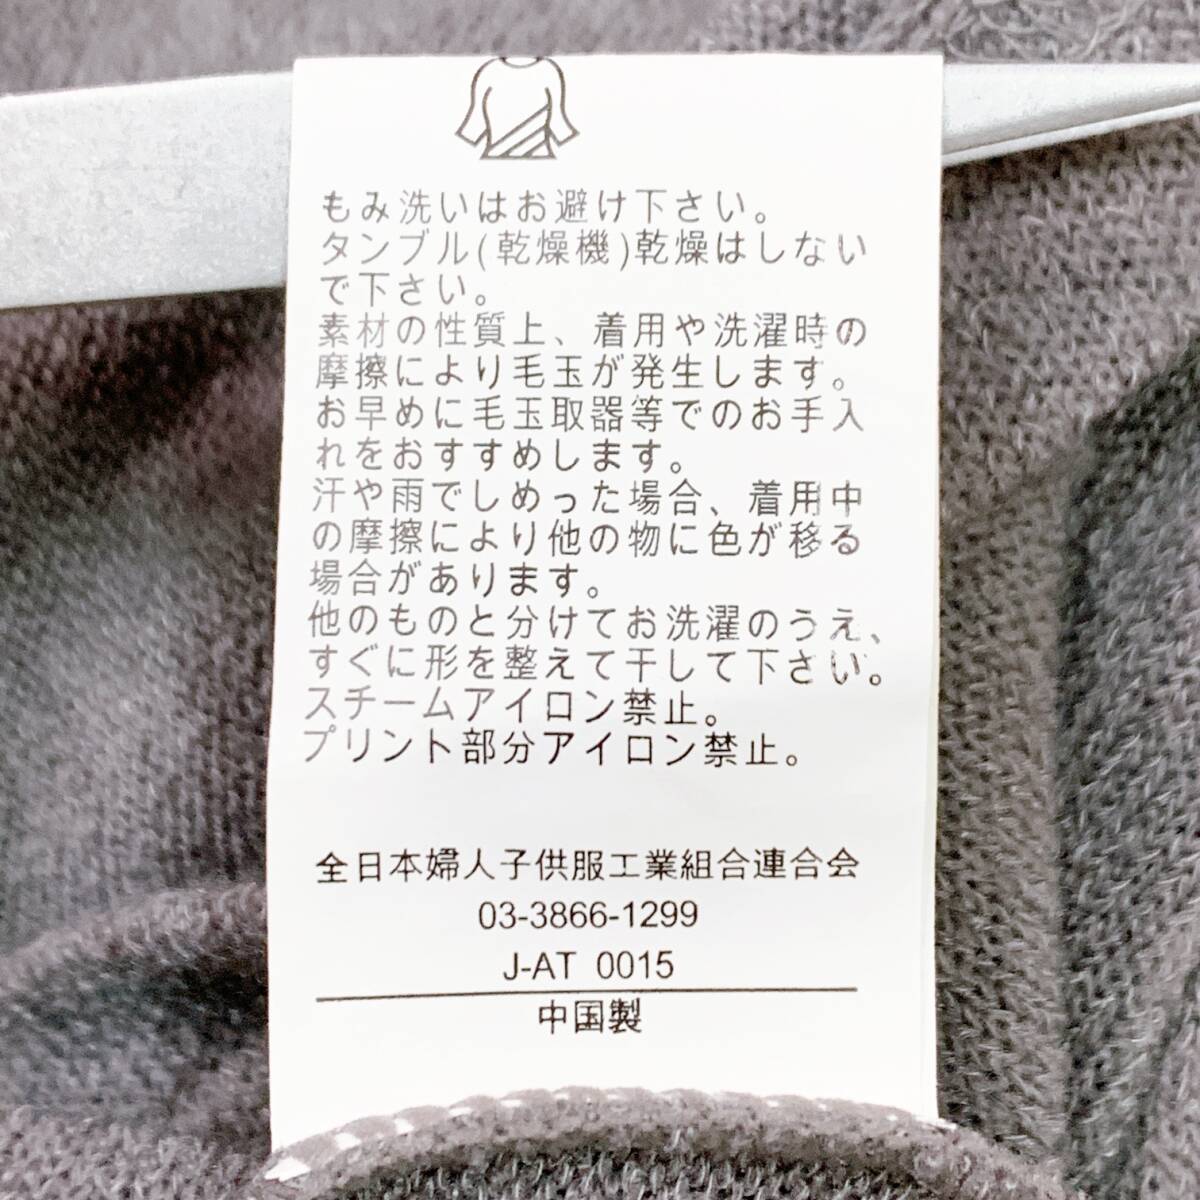 もみ洗いはお避け下さい。
タンブル(乾燥機)乾燥はしない
で下さい。
素材の性質上、着用や洗濯時の
摩擦により毛玉が発生します。
お早めに毛玉取器等でのお手入
れをおすすめします。
汗や雨でしめった場合、着用中
の摩擦により他の物に色が移る
場合があります。
他のものと分けてお洗濯のうえ、
すぐに形を整えて干して下さい。
スチームアイロン禁止。
プリント部分アイロン禁止。
全日本婦人子供服工業組合連合会
03-3866-1299
J-AT 0015
中国製